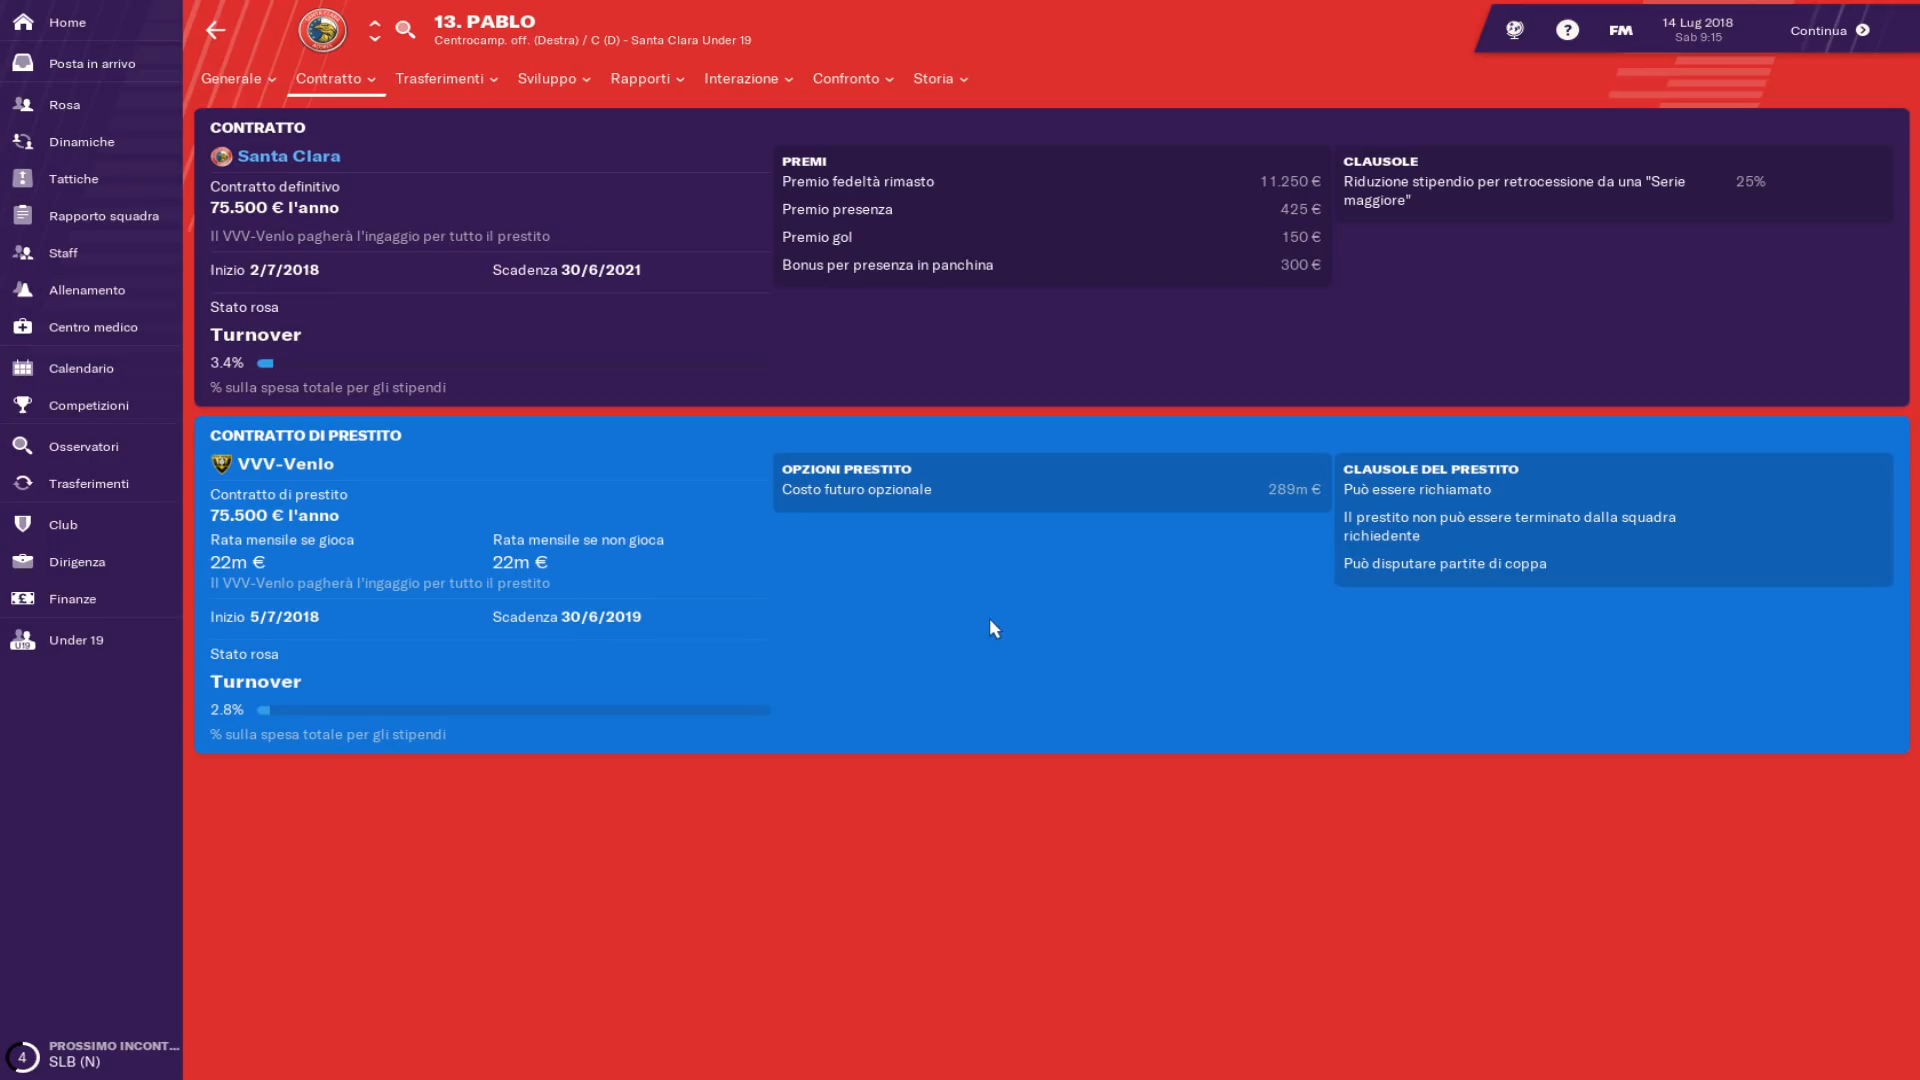 Home
Posta in arrivo
Rosa
Dinamiche
Tattiche
Rapporto squadra
Staff
Allenamento
Centro medico
Calendario
Competizioni
Osservatori
Trasferimenti
Club
Dirigenza
Finanze
U19
Under 19
4
PROSSIMO INCONT...
SLB (N)
13. PABLO
Centrocamp. off. (Destra) / C (D) - Santa Clara Under 19
?
FM
14 Lug 2018
Sab 9:15
Continua
Generale Contratto Trasferimenti Sviluppo Rapporti Interazione Confronto Storia
CONTRATTO
Santa Clara
Contratto definitivo
75.500 € l'anno
Il VVV-Venlo pagherà l'ingaggio per tutto il prestito
Inizio 2/7/2018 Scadenza 30/6/2021
Stato rosa
Turnover
3.4%
% sulla spesa totale per gli stipendi
PREMI
Premio fedeltà rimasto 11.250 €
Premio presenza 425 €
Premio gol 150 €
Bonus per presenza in panchina 300 €
CLAUSOLE
Riduzione stipendio per retrocessione da una "Serie 25%
maggiore"
CONTRATTO DI PRESTITO
VVV-Venlo
Contratto di prestito
75.500 € l'anno
Rata mensile se gioca Rata mensile se non gioca
22m € 22m €
Il VVV-Venlo pagherà l'ingaggio per tutto il prestito
Inizio 5/7/2018 Scadenza 30/6/2019
Stato rosa
Turnover
2.8%
% sulla spesa totale per gli stipendi
OPZIONI PRESTITO
Costo futuro opzionale 289m €
CLAUSOLE DEL PRESTITO
Può essere richiamato
Il prestito non può essere terminato dalla squadra
richiedente
Può disputare partite di coppa